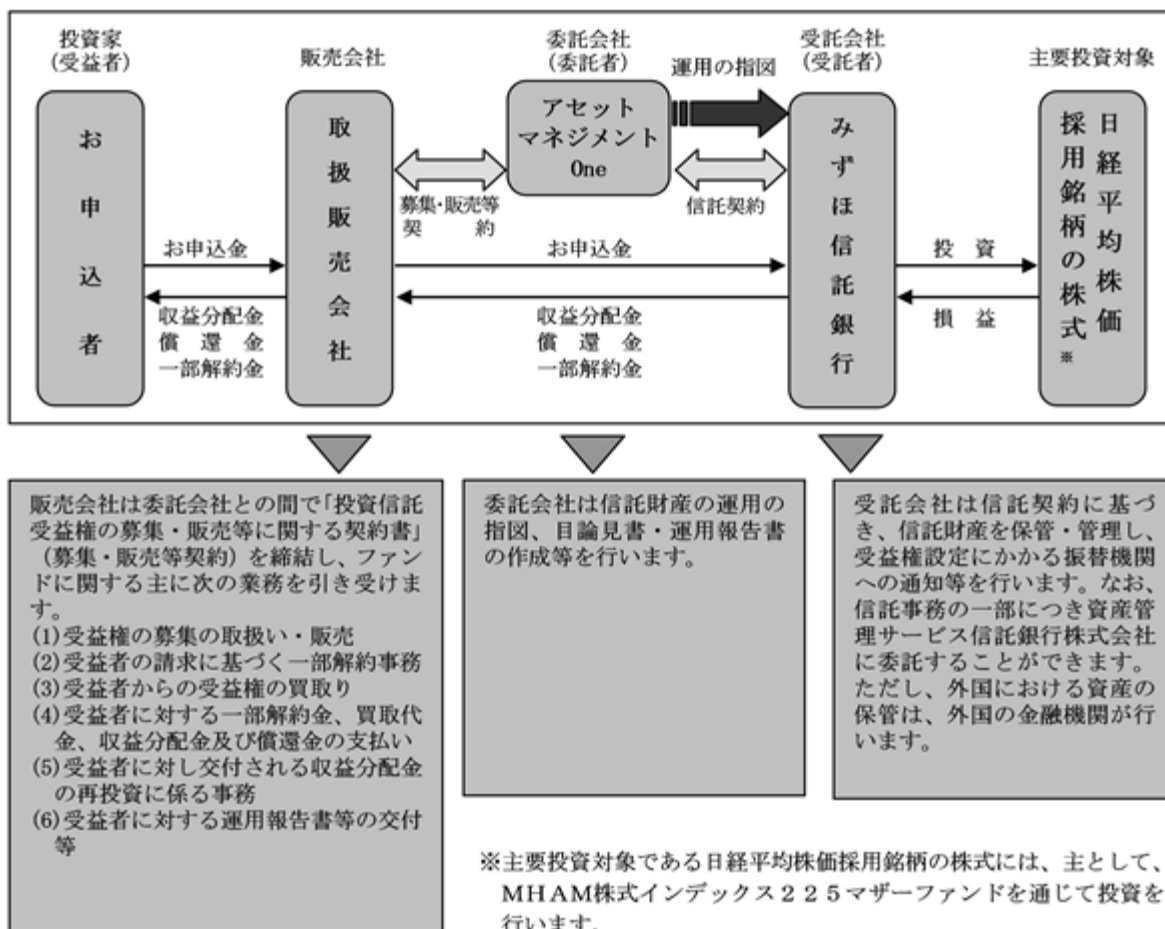 投資家
(受益者)
販売会社
委託会社
(委託者)
運用の指図
受託会社
(受託者)
主要投資対象
お申込者
取扱販売会社
アセット
マネジメント
One
みずほ信託銀行
日経平均株価
採用銘柄の株式※
募集・販売等
契　約
信託契約
お申込金
収益分配金
償　還　金
一部解約金
お申込金
収益分配金
償　還　金
一部解約金
投　資
損　益
販売会社は委託会社との間で「投資信託
受益権の募集・販売等に関する契約書」
（募集・販売等契約）を締結し、ファン
ドに関する主に次の業務を引き受けま
す。
(1)受益権の募集の取扱い・販売
(2)受益者の請求に基づく一部解約事務
(3)受益者からの受益権の買取り
(4)受益者に対する一部解約金、買取代
金、収益分配金及び償還金の支払い
(5)受益者に対し交付される収益分配金
の再投資に係る事務
(6)受益者に対する運用報告書等の交付
等
委託会社は信託財産の運用の
指図、目論見書・運用報告書
の作成等を行います。
受託会社は信託契約に基づ
き、信託財産を保管・管理し、
受益権設定にかかる振替機関
への通知等を行います。なお、
信託事務の一部につき資産管
理サービス信託銀行株式会社
に委託することができます。
ただし、外国における資産の
保管は、外国の金融機関が行
います。
※主要投資対象である日経平均株価採用銘柄の株式には、主として、
ＭＨＡＭ株式インデックス２２５マザーファンドを通じて投資を
行います。